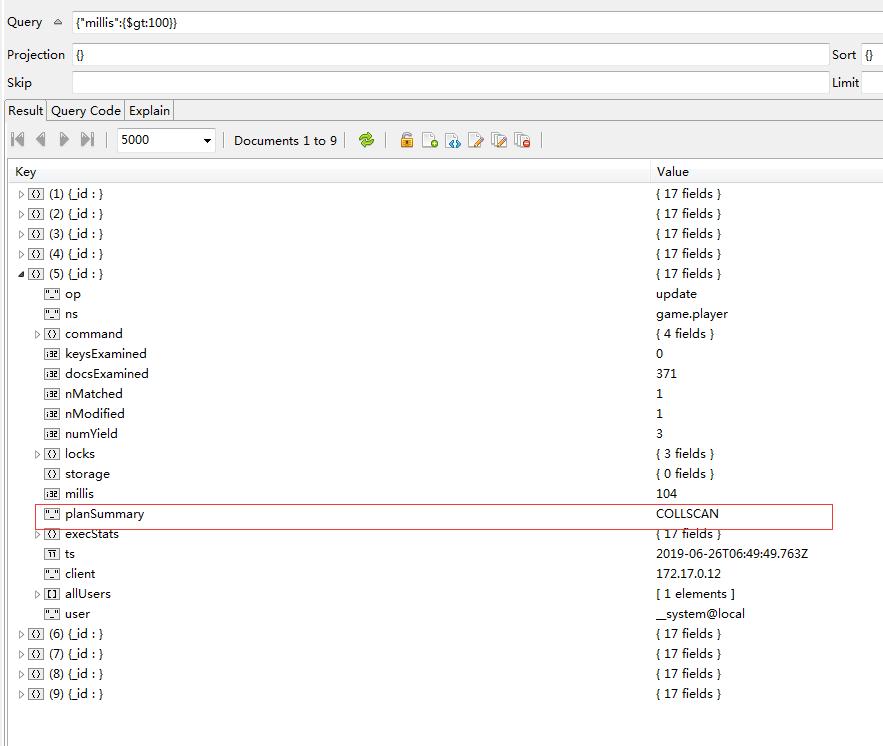 Query {"millis":{$gt:100}}
Projection {} Sort {}
Skip Limit
Result Query Code Explain
5000 Documents 1 to 9
Key Value
(1) {_id : } { 17 fields }
(2) {_id : } { 17 fields }
(3) {_id : } { 17 fields }
(4) {_id : } { 17 fields }
(5) {_id : } { 17 fields }
op update
ns game.player
command { 4 fields }
keysExamined 0
docsExamined 371
nMatched 1
nModified 1
numYield 3
locks { 3 fields }
storage { 0 fields }
millis 104
planSummary COLLSCAN
execStats { 17 fields }
ts 2019-06-26T06:49:49.763Z
client 172.17.0.12
allUsers [ 1 elements ]
user __system@local
(6) {_id : } { 17 fields }
(7) {_id : } { 17 fields }
(8) {_id : } { 17 fields }
(9) {_id : } { 17 fields }